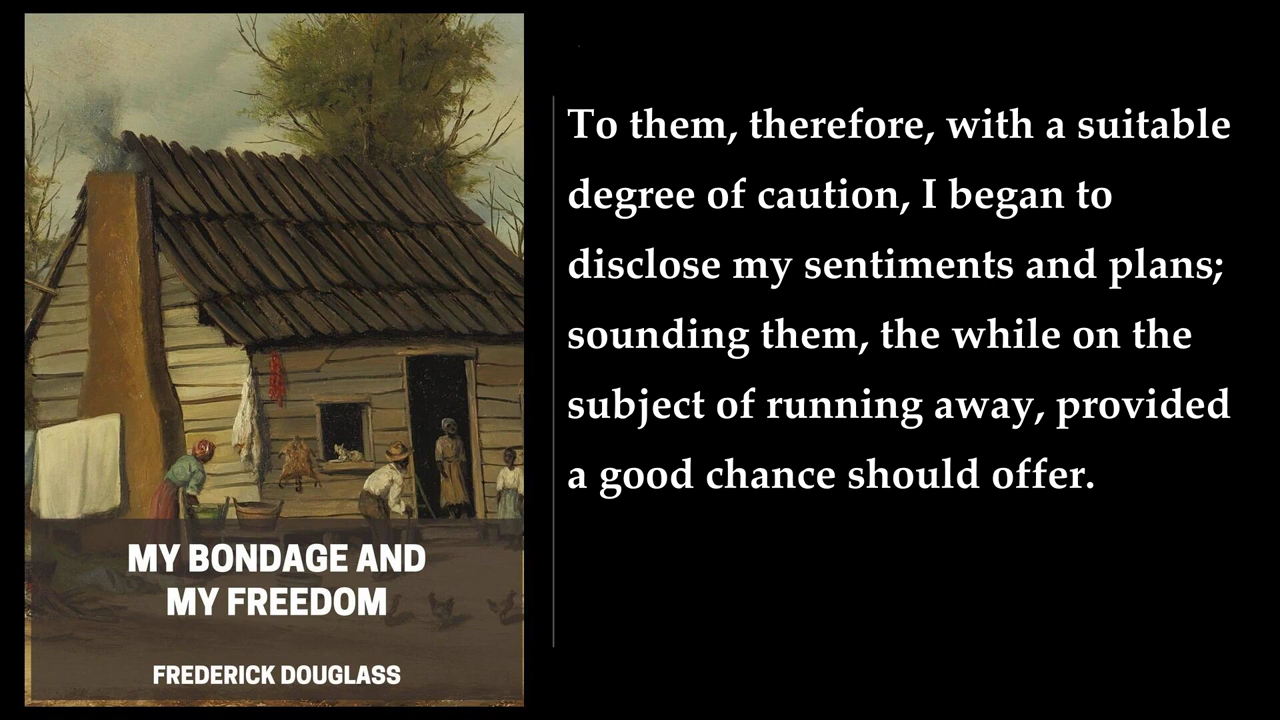 MY BONDAGE AND
MY FREEDOM
FREDERICK DOUGLASS
To them, therefore, with a suitable
degree of caution, I began to
disclose my sentiments and plans;
sounding them, the while on the
subject of running away, provided
a good chance should offer.